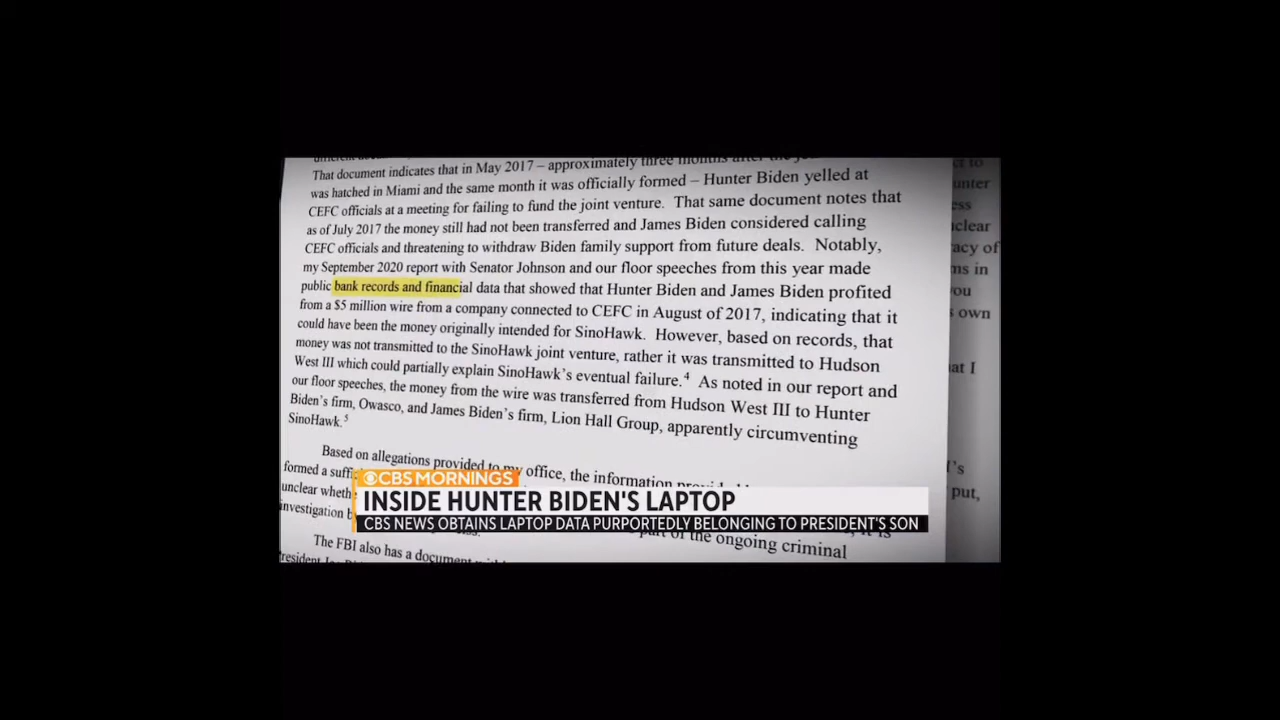 That document indicates that in May 2017 – approximately three months after the
was hatched in Miami and the same month it was officially formed – Hunter Biden yelled at
CEFC officials at a meeting for failing to fund the joint venture. That same document notes that
as of July 2017 the money still had not been transferred and James Biden considered calling
CEFC officials and threatening to withdraw Biden family support from future deals. Notably,
my September 2020 report with Senator Johnson and our floor speeches from this year made
public bank records and financial data that showed that Hunter Biden and James Biden profited
from a $5 million wire from a company connected to CEFC in August of 2017, indicating that it
could have been the money originally intended for SinoHawk. However, based on records, that
money was not transmitted to the SinoHawk joint venture, rather it was transmitted to Hudson
West III which could partially explain SinoHawk's eventual failure.4 As noted in our report and
our floor speeches, the money from the wire was transferred from Hudson West III to Hunter
Biden's firm, Owasco, and James Biden's firm, Lion Hall Group, apparently circumventing
SinoHawk.5
Based on allegations provided to my office, the information
formed a
unclear
investigation
of the ongoing criminal
The FBI also has a document
CBS MORNINGS
INSIDE HUNTER BIDEN'S LAPTOP
CBS NEWS OBTAINS LAPTOP DATA PURPORTEDLY BELONGING TO PRESIDENT'S SON
to
of
ms in
own
at I
's
put,